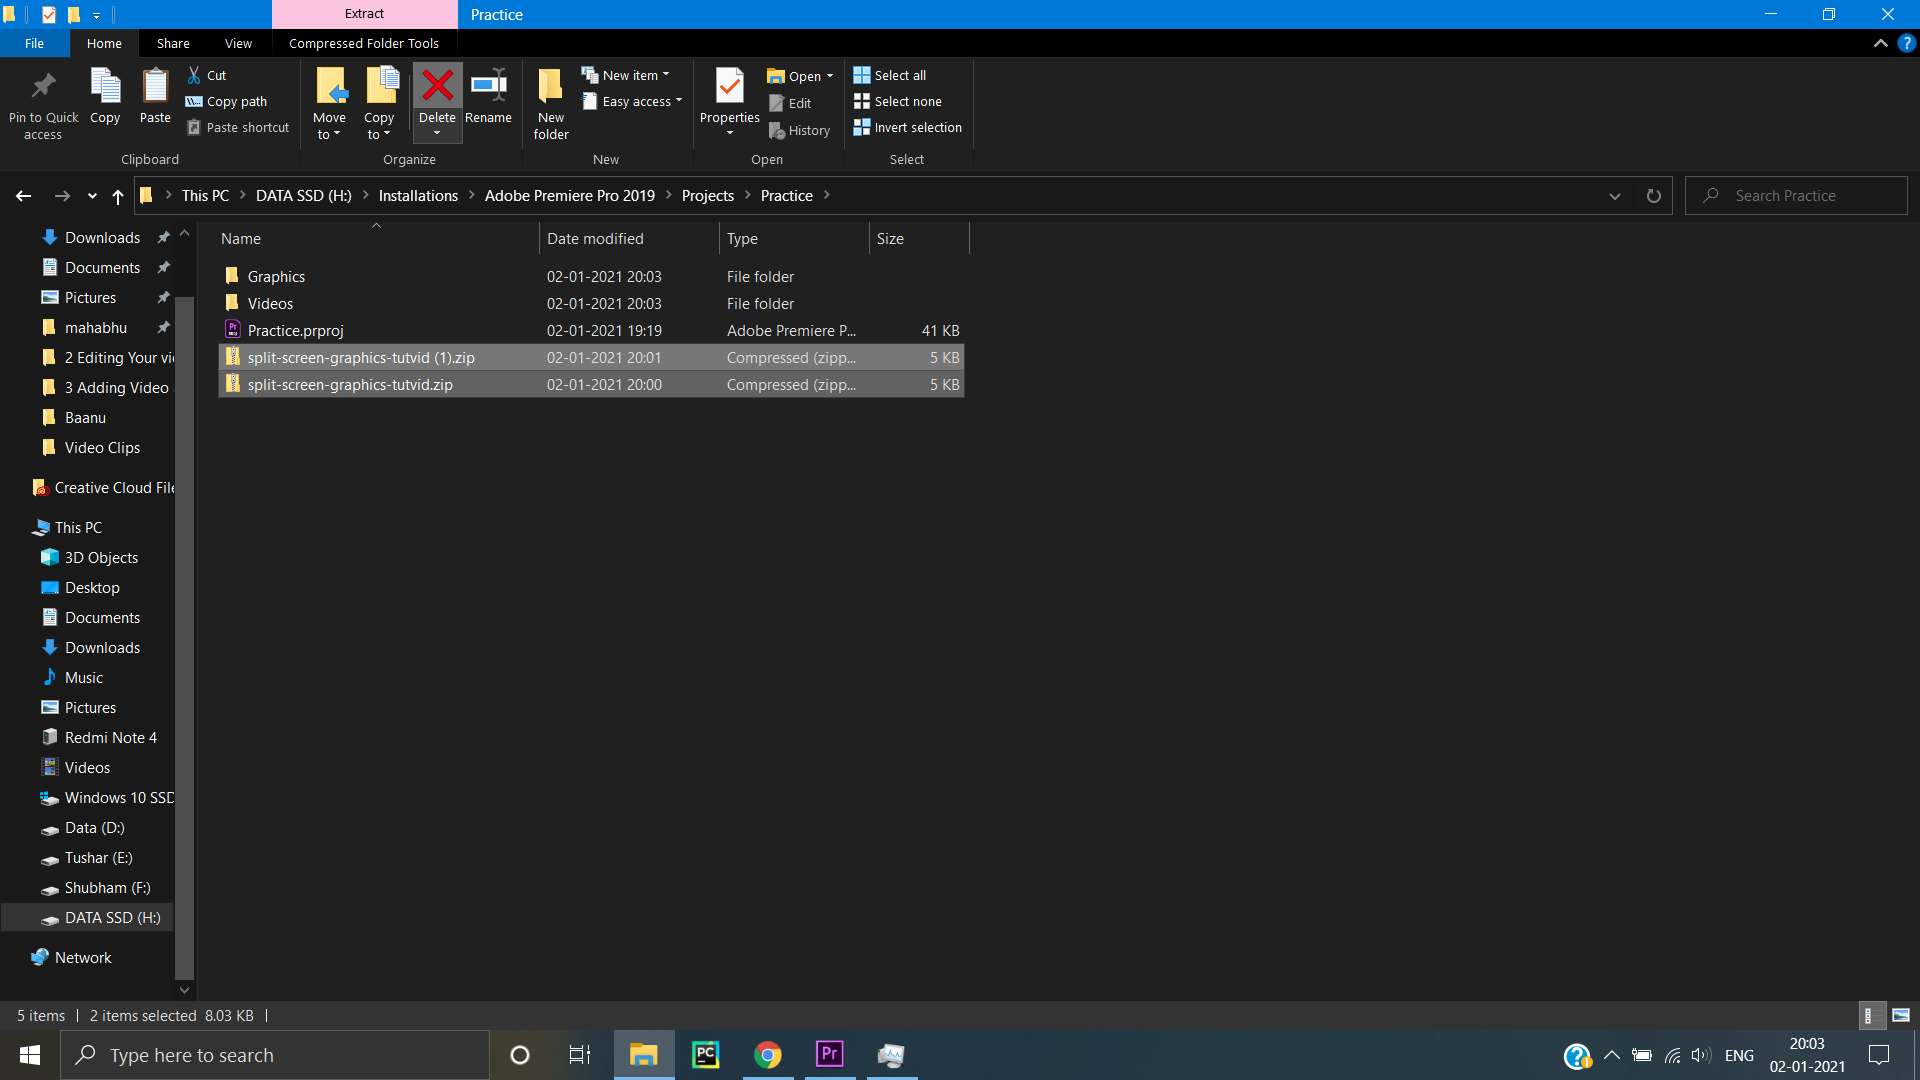 Extract
Practice
File
Home
Share
View
Compressed Folder Tools
Pin to Quick
access
Copy
Paste
Cut
Copy path
Paste shortcut
Clipboard
Move
to
Copy
to
Delete
Rename
Organize
New
folder
New item
Easy access
New
Properties
Open
Edit
History
Open
Select all
Select none
Invert selection
Select
This PC
DATA SSD (H:)
Installations
Adobe Premiere Pro 2019
Projects
Practice
Search Practice
Downloads
Documents
Pictures
mahabhu
2 Editing Your vi
3 Adding Video
Baanu
Video Clips
Creative Cloud File
This PC
3D Objects
Desktop
Documents
Downloads
Music
Pictures
Redmi Note 4
Videos
Windows 10 SSD
Data (D:)
Tushar (E:)
Shubham (F:)
DATA SSD (H:)
Network
Name Date modified Type Size
Graphics 02-01-2021 20:03 File folder
Videos 02-01-2021 20:03 File folder
Practice.prproj 02-01-2021 19:19 Adobe Premiere P... 41 KB
split-screen-graphics-tutvid (1).zip 02-01-2021 20:01 Compressed (zipp... 5 KB
split-screen-graphics-tutvid.zip 02-01-2021 20:00 Compressed (zipp... 5 KB
5 items 2 items selected 8.03 KB
Type here to search
PC
Pr
ENG
20:03
02-01-2021